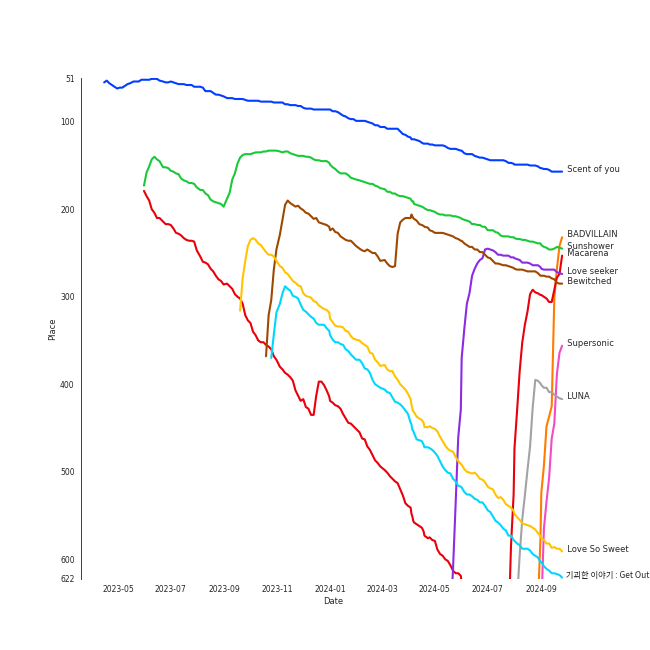 51
100
200
300
400
500
600
622
Place
2023-05
2023-07
2023-09
2023-11
2024-01
2024-03
2024-05
2024-07
2024-09
Date
Scent of you
BADVILLAIN
Sunshower
Macarena
Love seeker
Bewitched
Supersonic
LUNA
Love So Sweet
기괴한 이야기 : Get Out